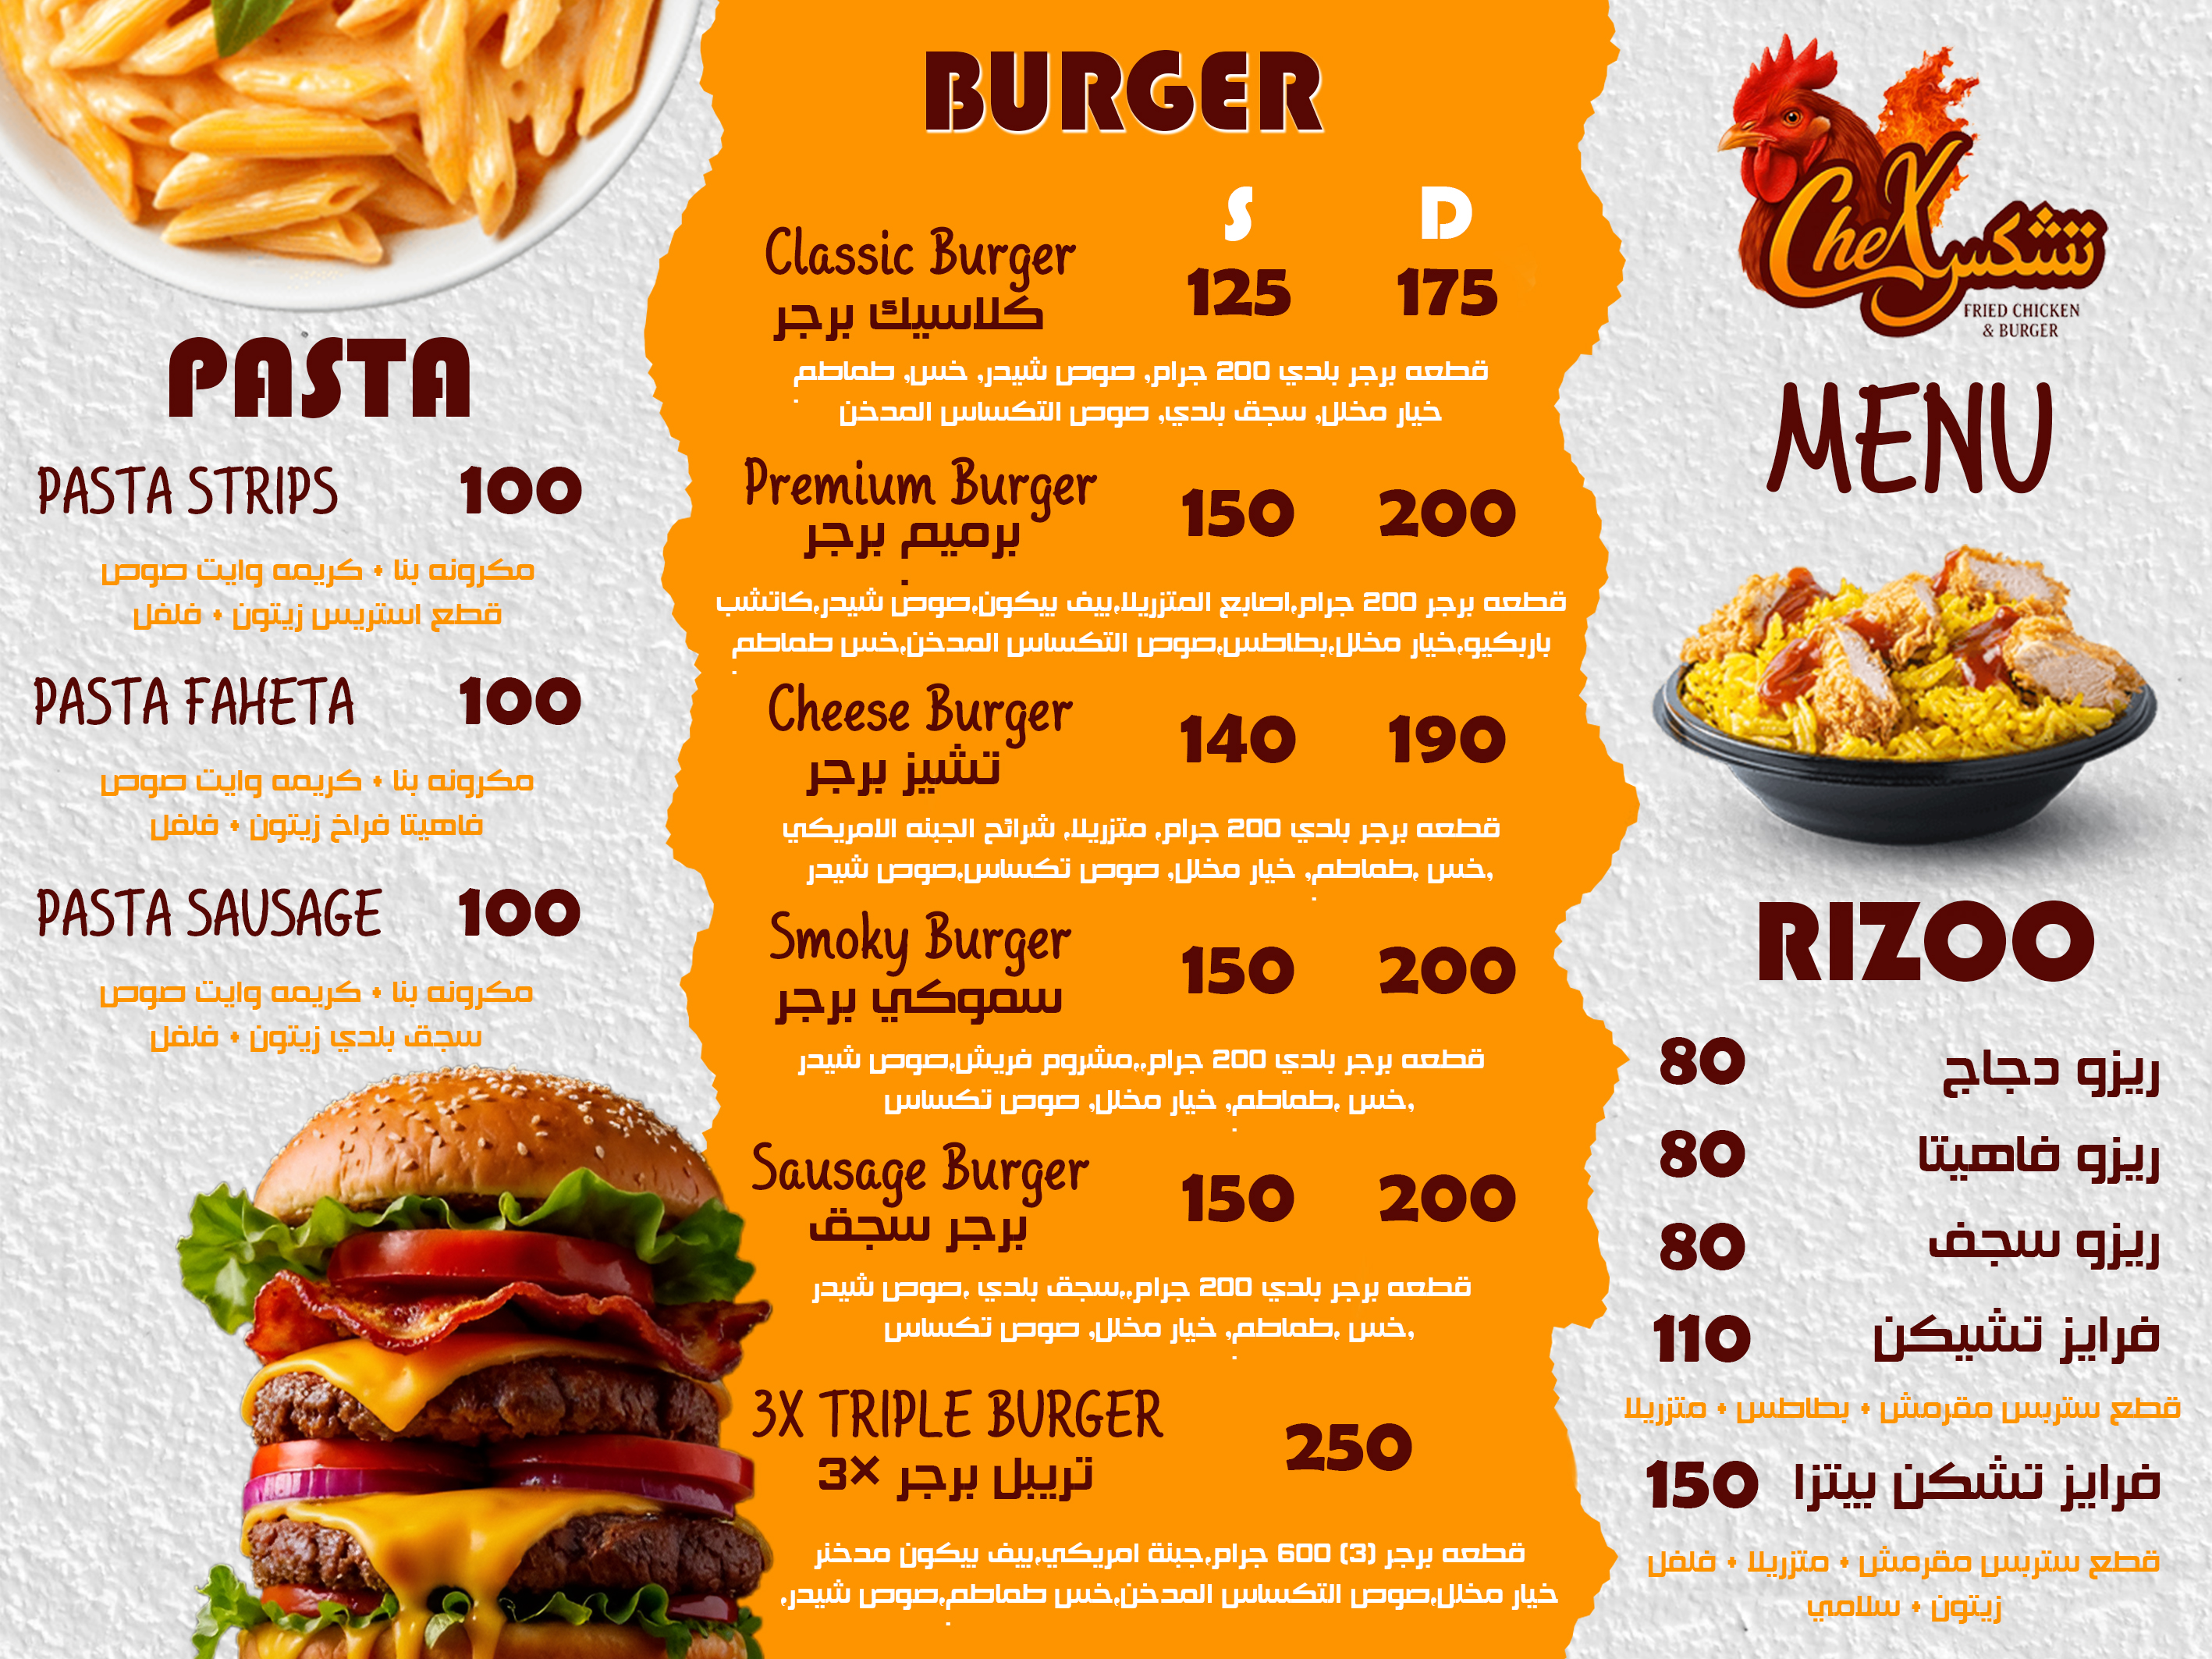 PASTA
PASTA STRIPS 100
مكرونه بنا + كريمه وايت صوص
قطع استربس زيتون + فلفل
PASTA FAHETA 100
مكرونه بنا + كريمه وايت صوص
فاهيتا فراخ زيتون + فلفل
PASTA SAUSAGE 100
مكرونه بنا + كريمه وايت صوص
سجق بلدي زيتون + فلفل
BURGER
S D
Classic Burger 125 175
كلاسيك برجر
قطعه برجر بلدي 200 جرام, صوص شيدر, خس, طماطم
خيار مخلل, سجق بلدي, صوص التكساس المدخن
Premium Burger 150 200
برميم برجر
قطعه برجر 200 جرام,اصابع المتزريلا,بيف بيكون,صوص شيدر,كاتشب
باربكيو,خيار مخلل,بطاطس,صوص التكساس المدخن,خس طماطم
Cheese Burger 140 190
تشيز برجر
قطعه برجر بلدي 200 جرام, متزريلا, شرائح الجبنه الامريكي
,خس ,طماطم, خيار مخلل, صوص تكساس,صوص شيدر
Smoky Burger 150 200
سموكي برجر
قطعه برجر بلدي 200 جرام,,مشروم فريش,صوص شيدر
,خس ,طماطم, خيار مخلل, صوص تكساس
Sausage Burger 150 200
برجر سجق
قطعه برجر بلدي 200 جرام,,سجق بلدي ,صوص شيدر
,خس ,طماطم, خيار مخلل, صوص تكساس
3X TRIPLE BURGER 250
تريبل برجر ×3
قطعه برجر (3) 600 جرام,جبنة امريكي,بيف بيكون مدخنر
خيار مخلل,صوص التكساس المدخن,خس طماطم,صوص شيدر,
CheX تشكس
FRIED CHICKEN
& BURGER
MENU
RIZOO
ريزو دجاج 80
ريزو فاهيتا 80
ريزو سجف 80
فرايز تشيكن 110
قطع ستربس مقرمش + بطاطس + متزريلا
فرايز تشكن بيتزا 150
قطع ستربس مقرمش + متزريلا + فلفل
زيتون + سلامي